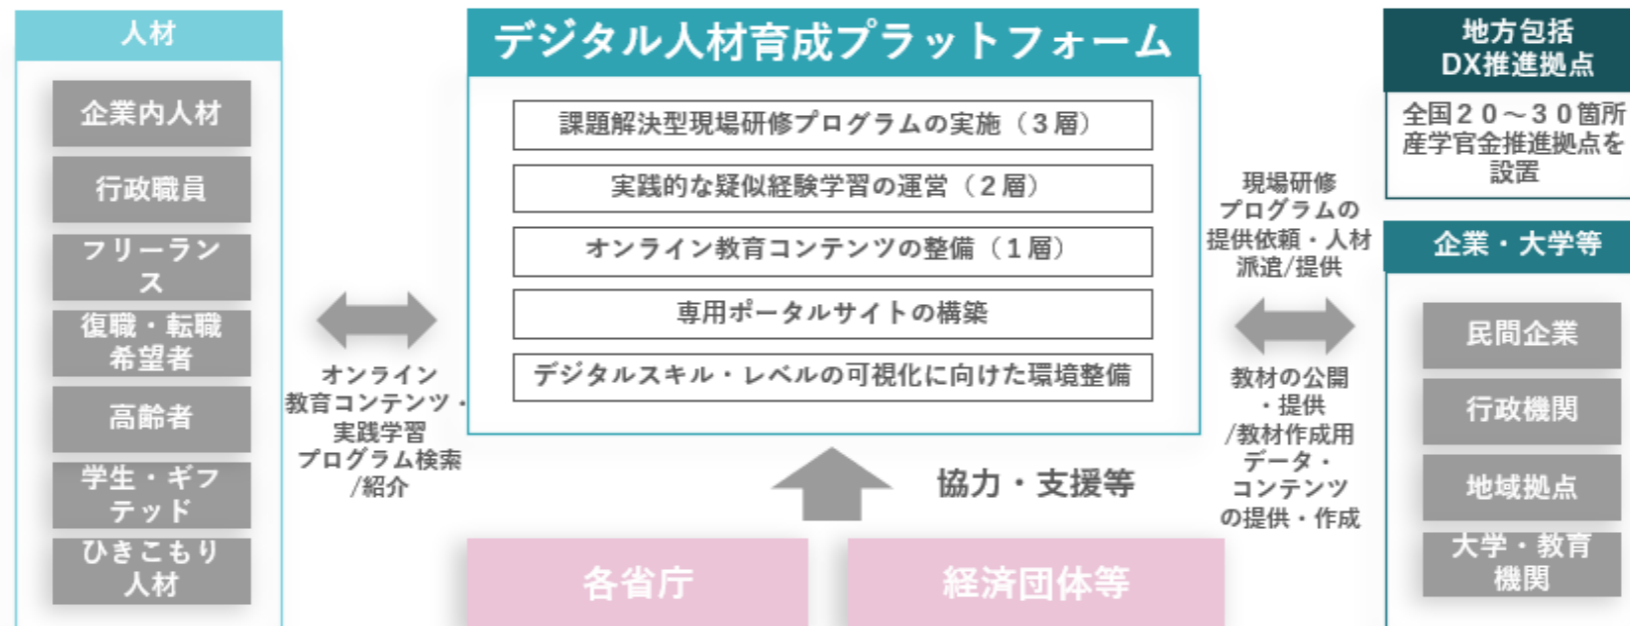 人材
企業内人材
行政職員
フリーラン
ス
復職・転職
希望者
高齢者
学生・ギフ
テッド
ひきこもり
人材
オンライン
教育コンテンツ・
実践学習
プログラム検索
/紹介
デジタル人材育成プラットフォーム
課題解決型現場研修プログラムの実施（３層）
実践的な疑似経験学習の運営（２層）
オンライン教育コンテンツの整備（１層）
専用ポータルサイトの構築
デジタルスキル・レベルの可視化に向けた環境整備
協力・支援等
各省庁
経済団体等
現場研修
プログラムの
提供依頼・人材
派遣/提供
教材の公開
・提供
/教材作成用
データ・
コンテンツ
の提供・作成
地方包括
DX推進拠点
全国２０～３０箇所
産学官金推進拠点を
設置
企業・大学等
民間企業
行政機関
地域拠点
大学・教育
機関